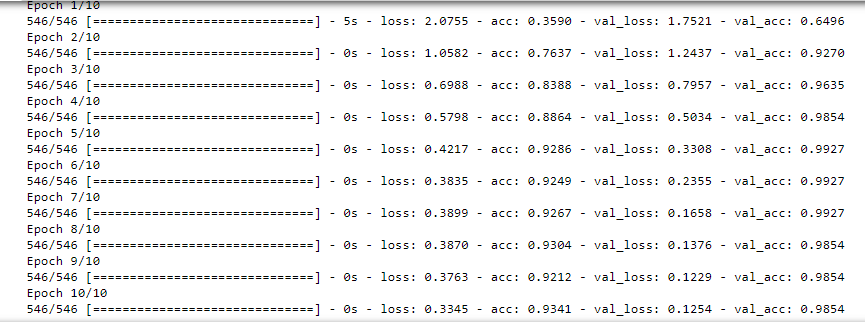 Epoch 1/10
546/546 [==============================] - 5s - loss: 2.0755 - acc: 0.3590 - val_loss: 1.7521 - val_acc: 0.6496
Epoch 2/10
546/546 [==============================] - 0s - loss: 1.0582 - acc: 0.7637 - val_loss: 1.2437 - val_acc: 0.9270
Epoch 3/10
546/546 [==============================] - 0s - loss: 0.6988 - acc: 0.8388 - val_loss: 0.7957 - val_acc: 0.9635
Epoch 4/10
546/546 [==============================] - 0s - loss: 0.5798 - acc: 0.8864 - val_loss: 0.5034 - val_acc: 0.9854
Epoch 5/10
546/546 [==============================] - 0s - loss: 0.4217 - acc: 0.9286 - val_loss: 0.3308 - val_acc: 0.9927
Epoch 6/10
546/546 [==============================] - 0s - loss: 0.3835 - acc: 0.9249 - val_loss: 0.2355 - val_acc: 0.9927
Epoch 7/10
546/546 [==============================] - 0s - loss: 0.3899 - acc: 0.9267 - val_loss: 0.1658 - val_acc: 0.9927
Epoch 8/10
546/546 [==============================] - 0s - loss: 0.3870 - acc: 0.9304 - val_loss: 0.1376 - val_acc: 0.9854
Epoch 9/10
546/546 [==============================] - 0s - loss: 0.3763 - acc: 0.9212 - val_loss: 0.1229 - val_acc: 0.9854
Epoch 10/10
546/546 [==============================] - 0s - loss: 0.3345 - acc: 0.9341 - val_loss: 0.1254 - val_acc: 0.9854